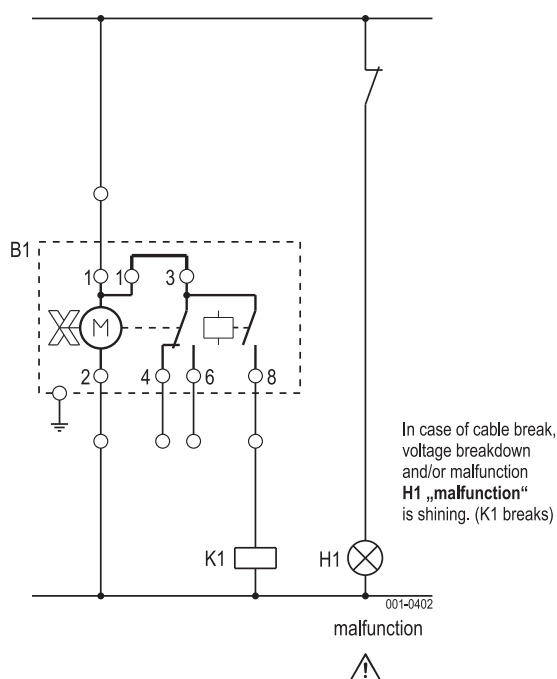 B1
1 1 3
M
2 4 6 8
In case of cable break,
voltage breakdown
and/or malfunction
H1 „malfunction“
is shining. (K1 breaks)
K1 H1
001-0402
malfunction
!